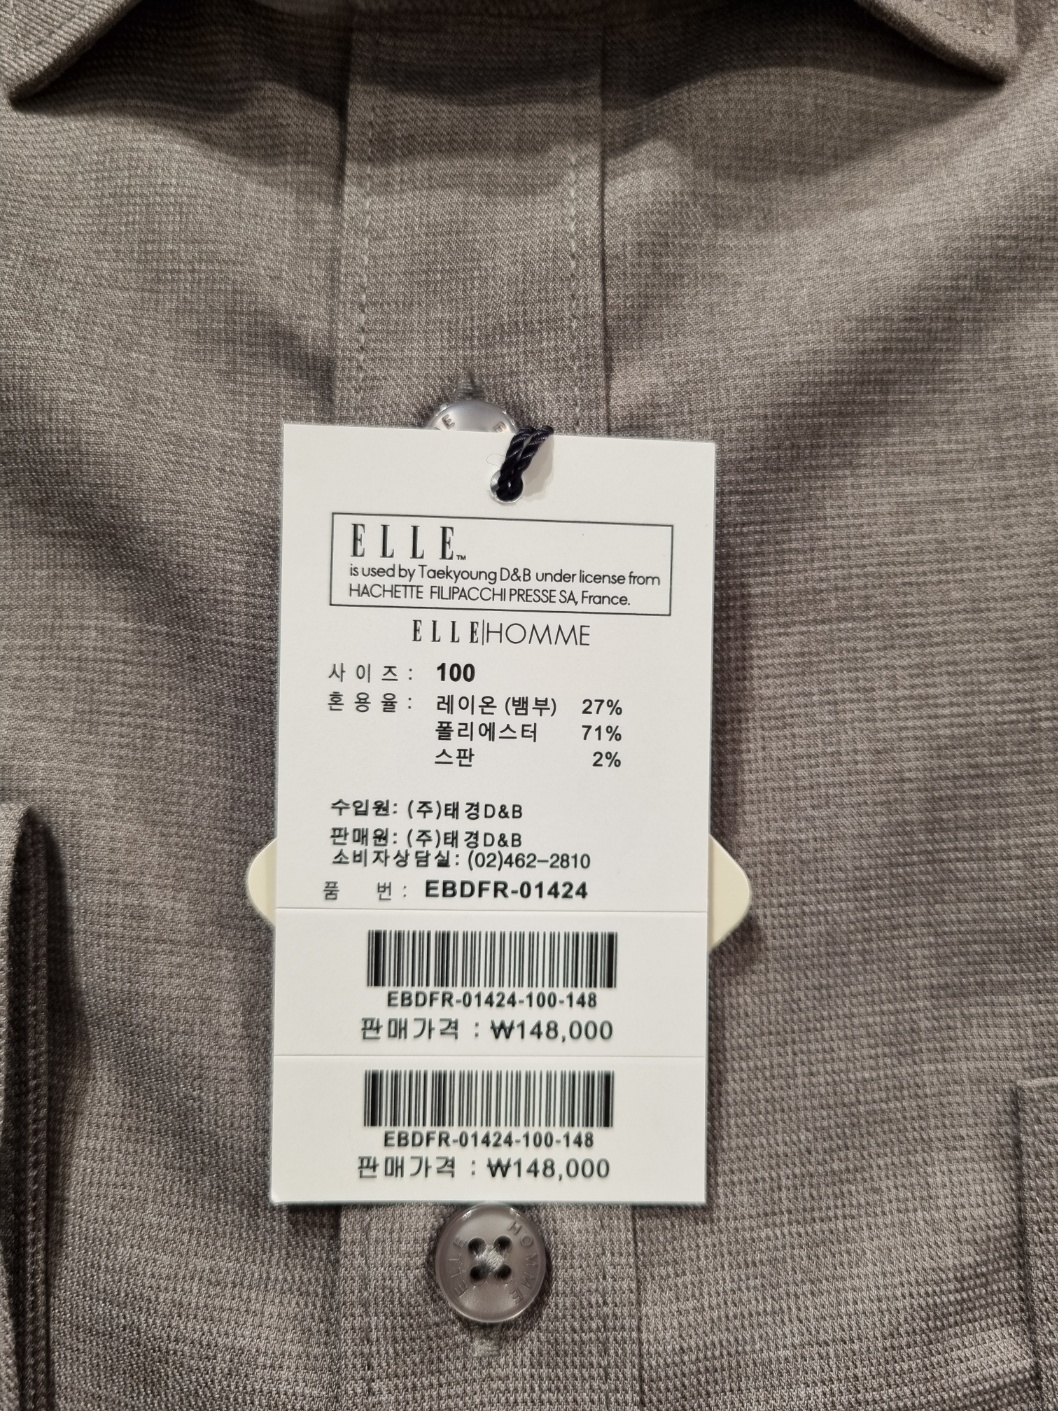 ELLE™
is used by Taekyoung D&B under license from
HACHETTE FILIPACCHI PRESSE SA, France.
ELLE|HOMME
사이즈: 100
혼용율: 레이온 (뱀부) 27%
폴리에스터 71%
스판 2%
수입원: (주)태경D&B
판매원: (주)태경D&B
소비자상담실: (02)462-2810
품 번: EBDFR-01424
EBDFR-01424-100-148
판매가격 : ₩148,000
EBDFR-01424-100-148
판매가격 : ₩148,000
ELLE HOMME